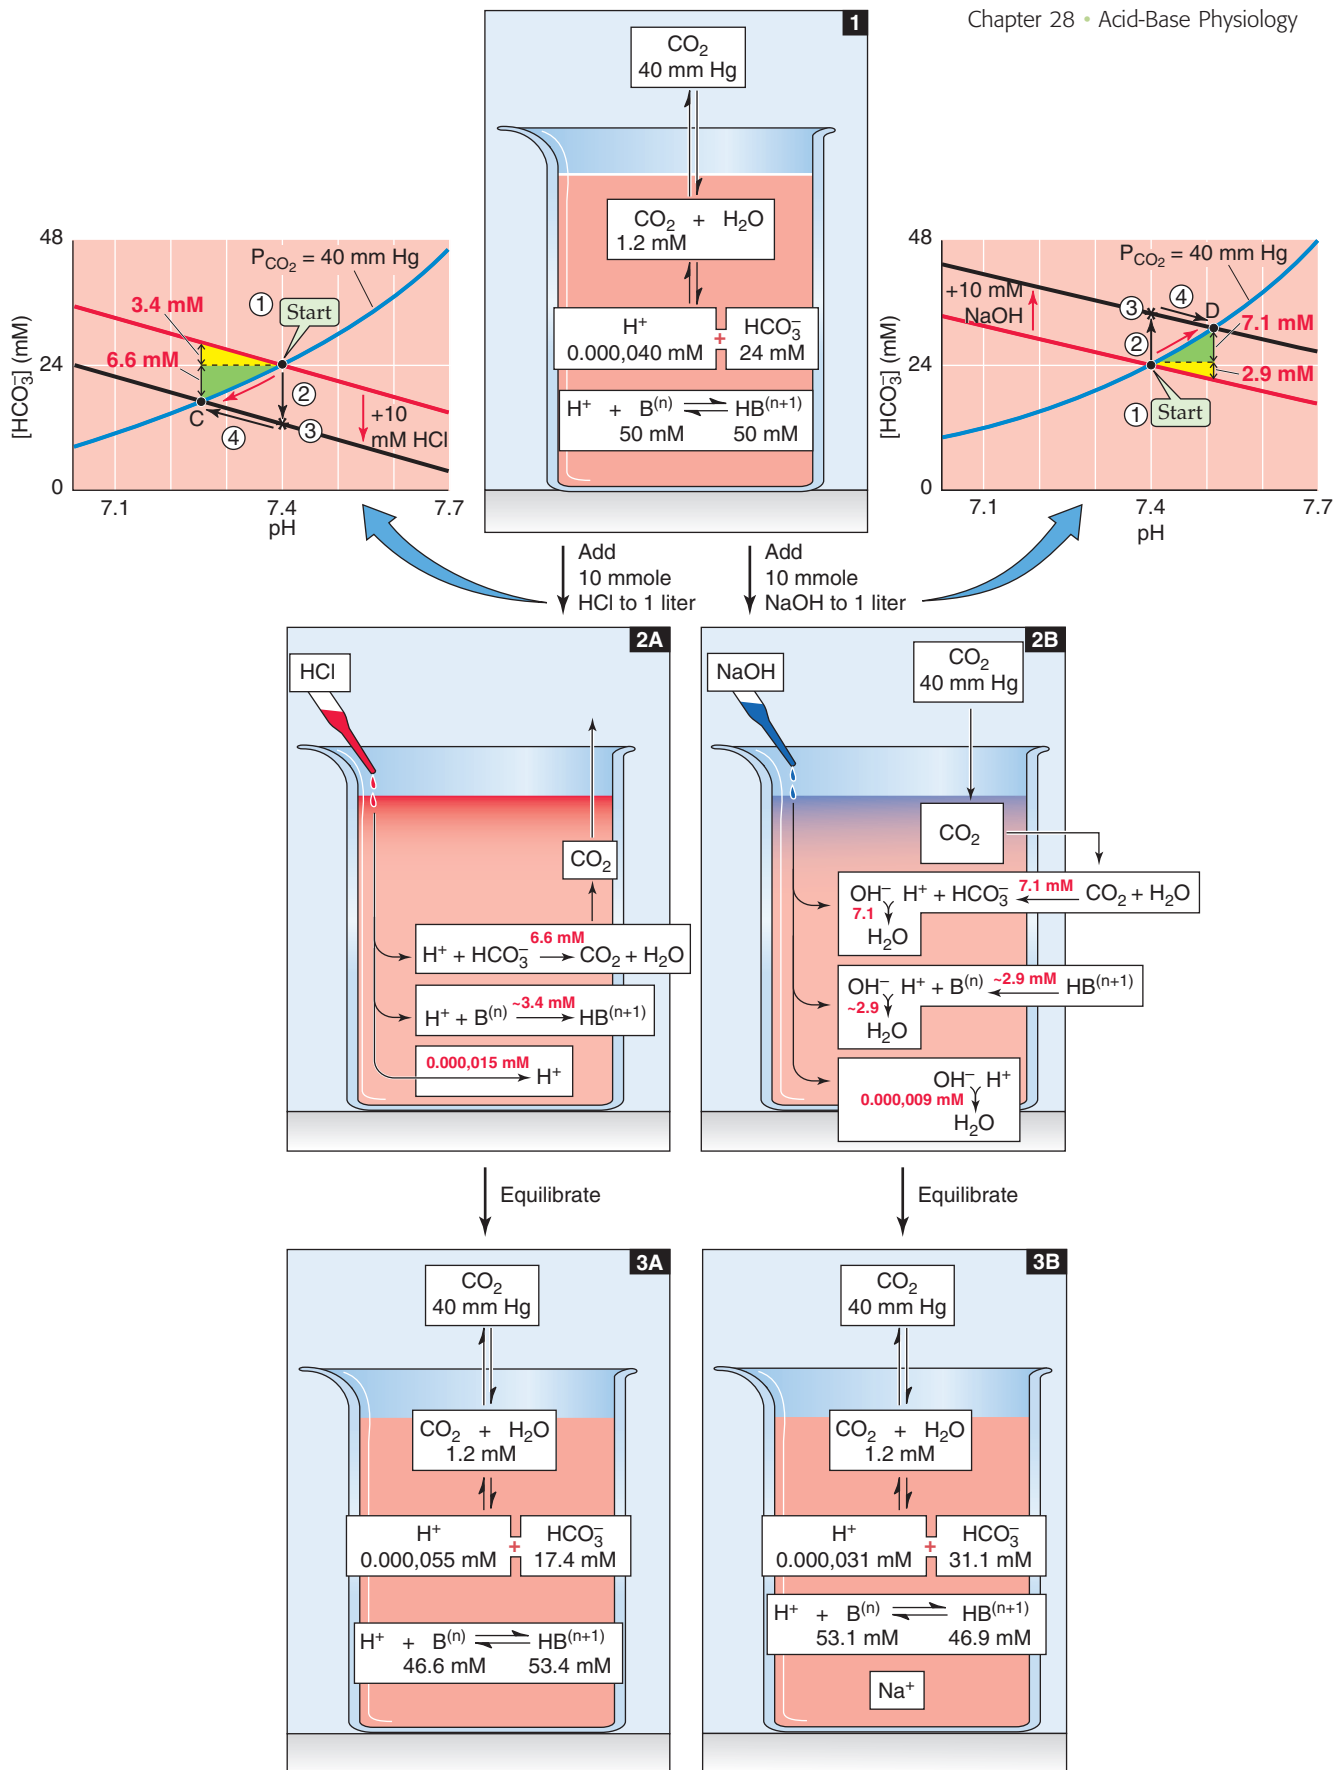 Chapter 28 • Acid-Base Physiology
1
CO2
40 mm Hg
CO2 + H2O
1.2 mM
H+
0.000,040 mM
+
HCO3−
24 mM
H+ + B(n) ⇌ HB(n+1)
50 mM 50 mM
48
24
0
[HCO3−] (mM)
PCO2 = 40 mm Hg
3.4 mM
6.6 mM
1
Start
2
3
4
C
+10
mM HCl
7.1 7.4 7.7
pH
48
24
0
[HCO3−] (mM)
PCO2 = 40 mm Hg
+10 mM
NaOH
3
4
D
2
7.1 mM
2.9 mM
1
Start
7.1 7.4 7.7
pH
Add
10 mmole
HCl to 1 liter
Add
10 mmole
NaOH to 1 liter
2A
HCl
CO2
6.6 mM
H+ + HCO3− → CO2 + H2O
~3.4 mM
H+ + B(n) → HB(n+1)
0.000,015 mM
H+
2B
NaOH
CO2
40 mm Hg
CO2
7.1 mM
OH− H+ + HCO3− ← CO2 + H2O
7.1
H2O
~2.9 mM
OH− H+ + B(n) ← HB(n+1)
~2.9
H2O
OH− H+
0.000,009 mM
H2O
Equilibrate
Equilibrate
3A
CO2
40 mm Hg
CO2 + H2O
1.2 mM
H+
0.000,055 mM
+
HCO3−
17.4 mM
H+ + B(n) ⇌ HB(n+1)
46.6 mM 53.4 mM
3B
CO2
40 mm Hg
CO2 + H2O
1.2 mM
H+
0.000,031 mM
+
HCO3−
31.1 mM
H+ + B(n) ⇌ HB(n+1)
53.1 mM 46.9 mM
Na+